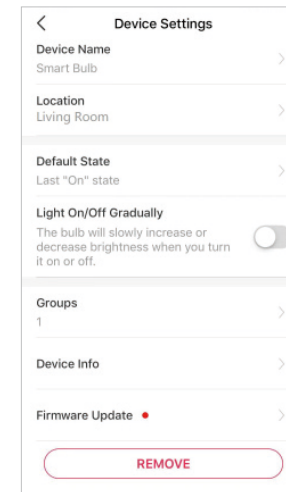 Device Settings
Device Name
Smart Bulb
Location
Living Room
Default State
Last "On" state
Light On/Off Gradually
The bulb will slowly increase or
decrease brightness when you turn
it on or off.
Groups
1
Device Info
Firmware Update
REMOVE